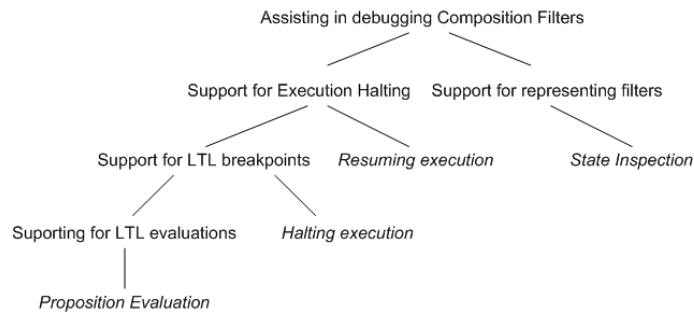 Assisting in debugging Composition Filters
Support for Execution Halting
Support for representing filters
Support for LTL breakpoints
Resuming execution
State Inspection
Suporting for LTL evaluations
Halting execution
Proposition Evaluation